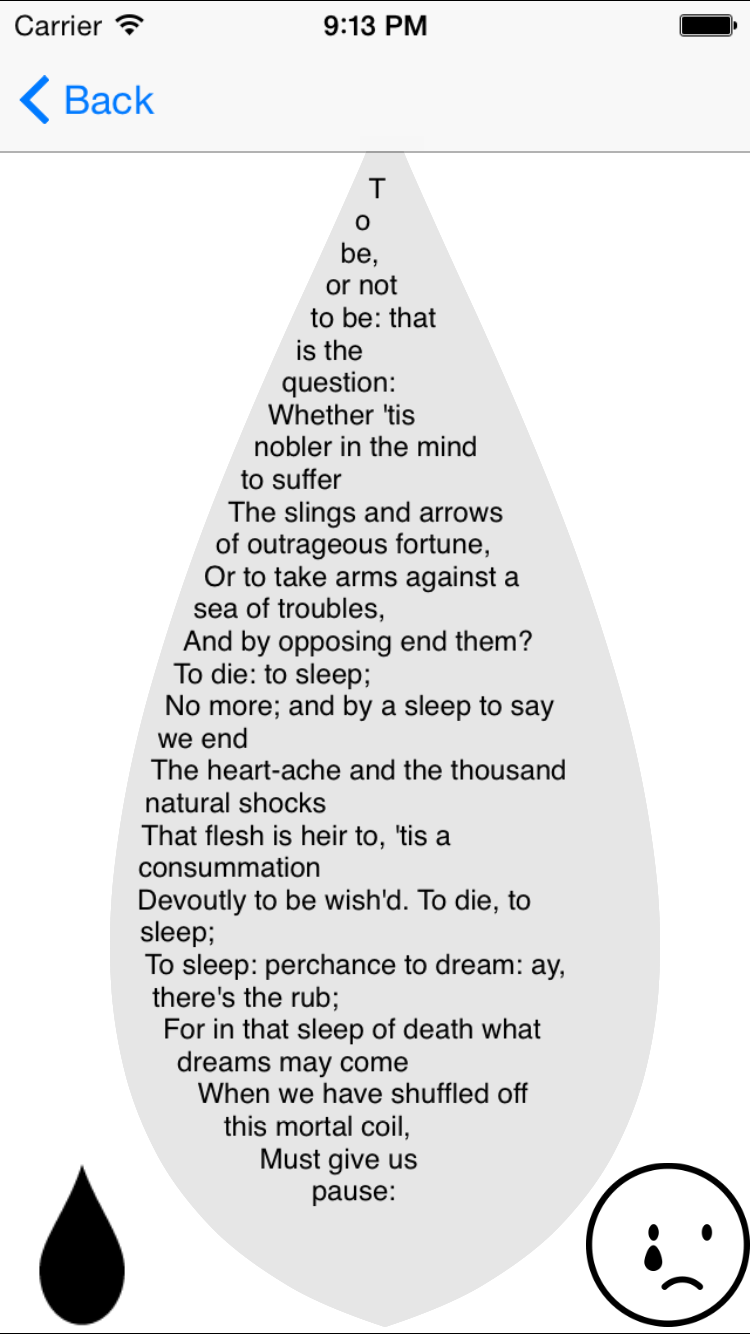 Carrier 9:13 PM
Back
T
o
be,
or not
to be: that
is the
question:
Whether 'tis
nobler in the mind
to suffer
The slings and arrows
of outrageous fortune,
Or to take arms against a
sea of troubles,
And by opposing end them?
To die: to sleep;
No more; and by a sleep to say
we end
The heart-ache and the thousand
natural shocks
That flesh is heir to, 'tis a
consummation
Devoutly to be wish'd. To die, to
sleep;
To sleep: perchance to dream: ay,
there's the rub;
For in that sleep of death what
dreams may come
When we have shuffled off
this mortal coil,
Must give us
pause: